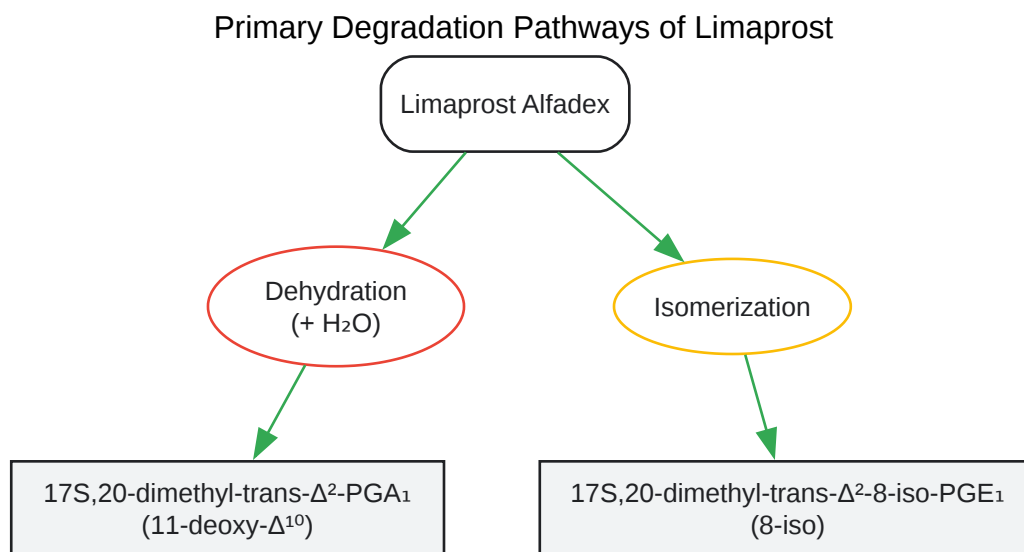 Primary Degradation Pathways of Limaprost
Limaprost Alfadex
Dehydration
(+ H₂O)
Isomerization
17S,20-dimethyl-trans-Δ²-PGA₁
(11-deoxy-Δ¹⁰)
17S,20-dimethyl-trans-Δ²-8-iso-PGE₁
(8-iso)